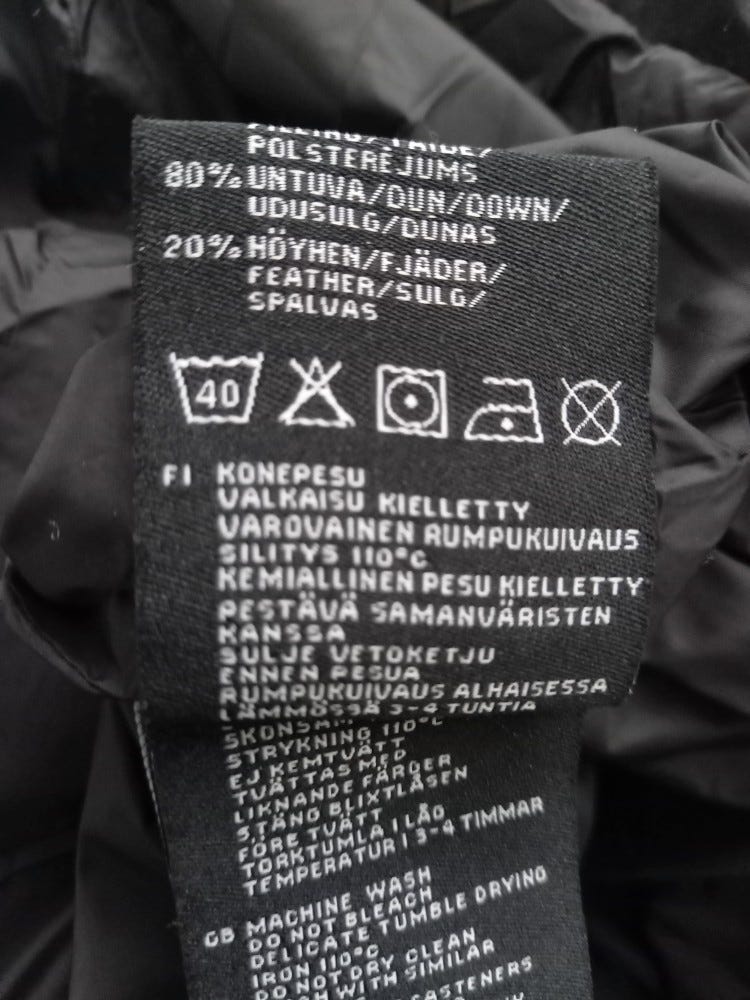 POLSTEREJUMS
80% UNTUVA/DUN/DOWN/
UDUSULG/DŪNAS
20% HÖYHEN/FJÄDER/
FEATHER/SULG/
SPALVAS
40
FI KONEPESU
VALKAISU KIELLETTY
VAROVAINEN RUMPUKUIVAUS
SILITYS 110°C
KEMIALLINEN PESU KIELLETTY
PESTÄVÄ SAMANVÄRISTEN
KANSSA
SULJE VETOKETJU
ENNEN PESUA
RUMPUKUIVAUS ALHAISESSA
LÄMMÖSSÄ 3-4 TUNTIA
STRYKNING 110°C
EJ KEMTVÄTT
TVÄTTAS MED
LIKNANDE FÄRGER
STÄNG BLIXTLÅSEN
FÖRE TVÄTT
TORKTUMLA I LÅG
TEMPERATUR I 3-4 TIMMAR
GB MACHINE WASH
DO NOT BLEACH
DELICATE TUMBLE DRYING
IRON 110°C
DO NOT DRY CLEAN
WITH SIMILAR
FASTENERS